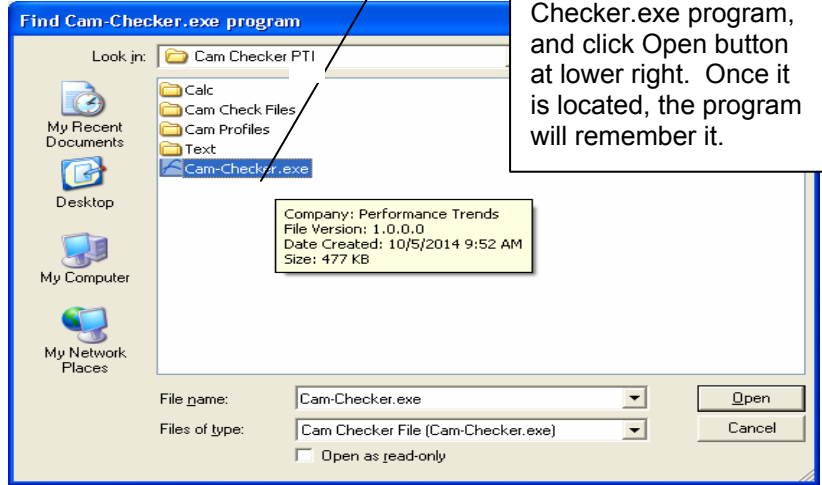 Find Cam-Checker.exe program
Checker.exe program,
and click Open button
at lower right. Once it
is located, the program
will remember it.
Look in:
Cam Checker PTI
My Recent
Documents
Desktop
My Computer
My Network
Places
Calc
Cam Check Files
Cam Profiles
Text
Cam-Checker.exe
Company: Performance Trends
File Version: 1.0.0.0
Date Created: 10/5/2014 9:52 AM
Size: 477 KB
File name:
Cam-Checker.exe
Open
Files of type:
Cam Checker File (Cam-Checker.exe)
Cancel
Open as read-only